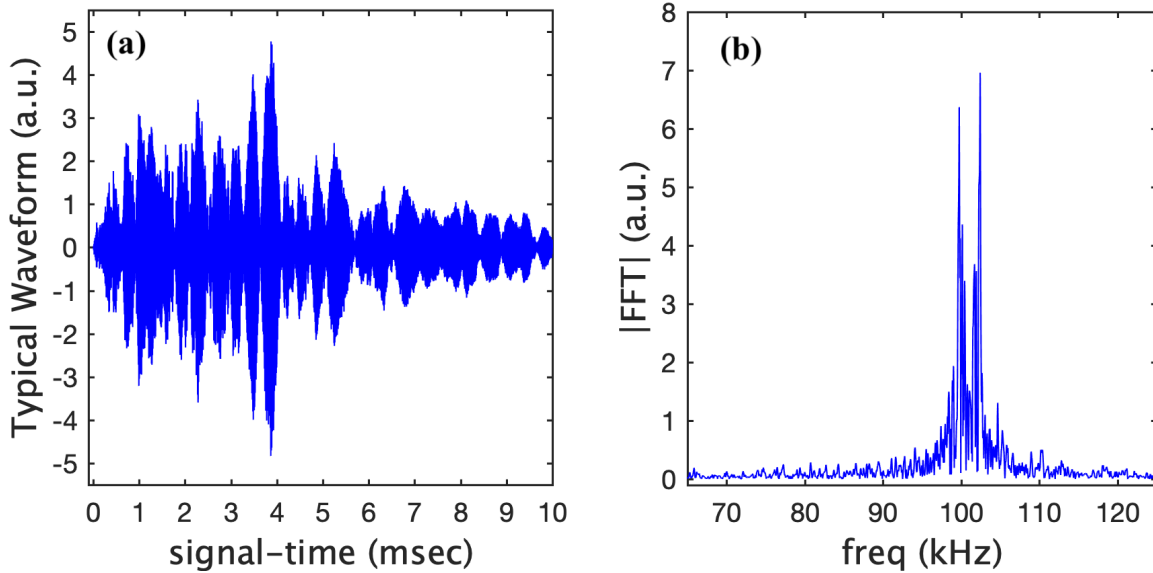 (a)
Typical Waveform (a.u.)
5
4
3
2
1
0
-1
-2
-3
-4
-5
0 1 2 3 4 5 6 7 8 9 10
signal-time (msec)
(b)
|FFT| (a.u.)
8
7
6
5
4
3
2
1
0
70 80 90 100 110 120
freq (kHz)